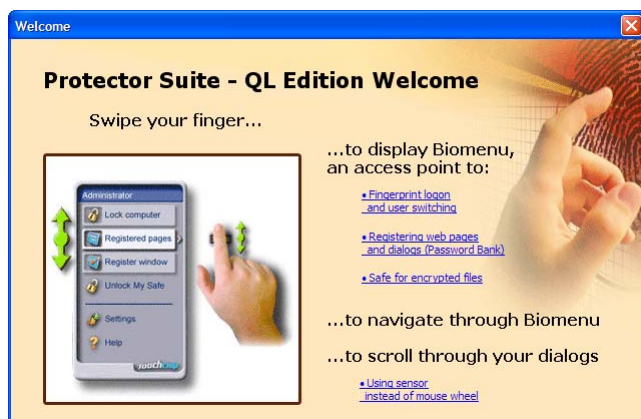 Welcome
Protector Suite - QL Edition Welcome
Swipe your finger...
Administrator
Lock computer
Registered pages
Register window
Unlock My Safe
Settings
Help
TouchChip
...to display Biomenu,
an access point to:
• Fingerprint logon
and user switching
• Registering web pages
and dialogs (Password Bank)
• Safe for encrypted files
...to navigate through Biomenu
...to scroll through your dialogs
• Using sensor
instead of mouse wheel